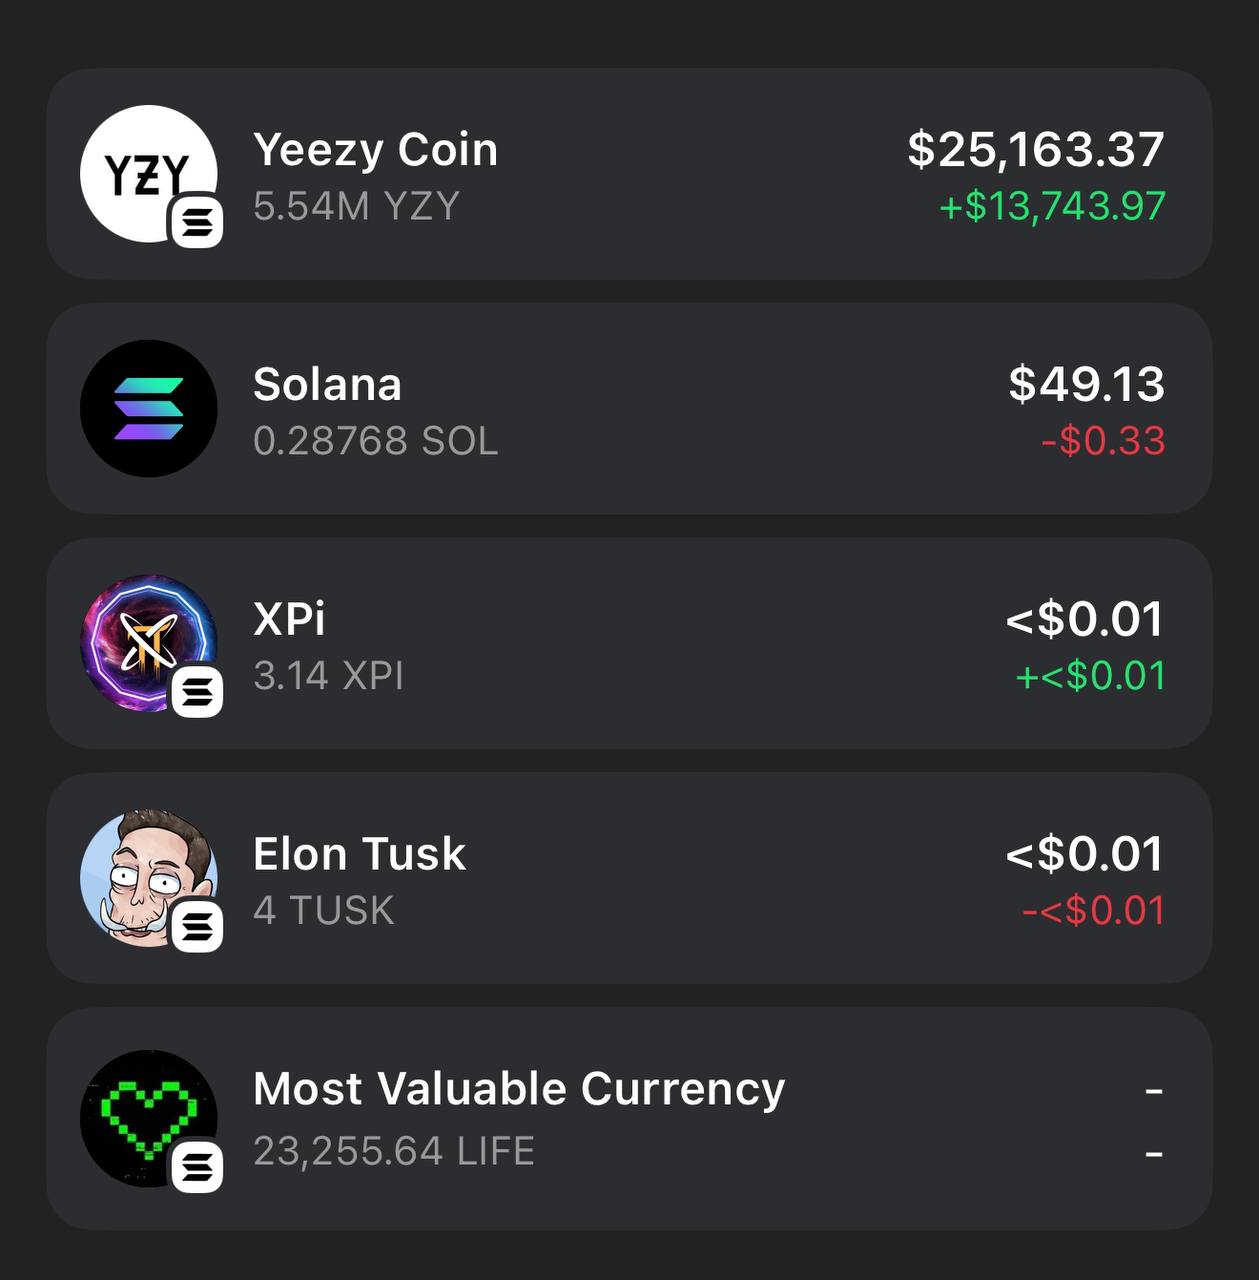 YZY
Yeezy Coin
$25,163.37
5.54M YZY
+$13,743.97
Solana
$49.13
0.28768 SOL
-$0.33
XPi
<$0.01
3.14 XPI
+<$0.01
Elon Tusk
<$0.01
4 TUSK
-<$0.01
Most Valuable Currency
-
23,255.64 LIFE
-